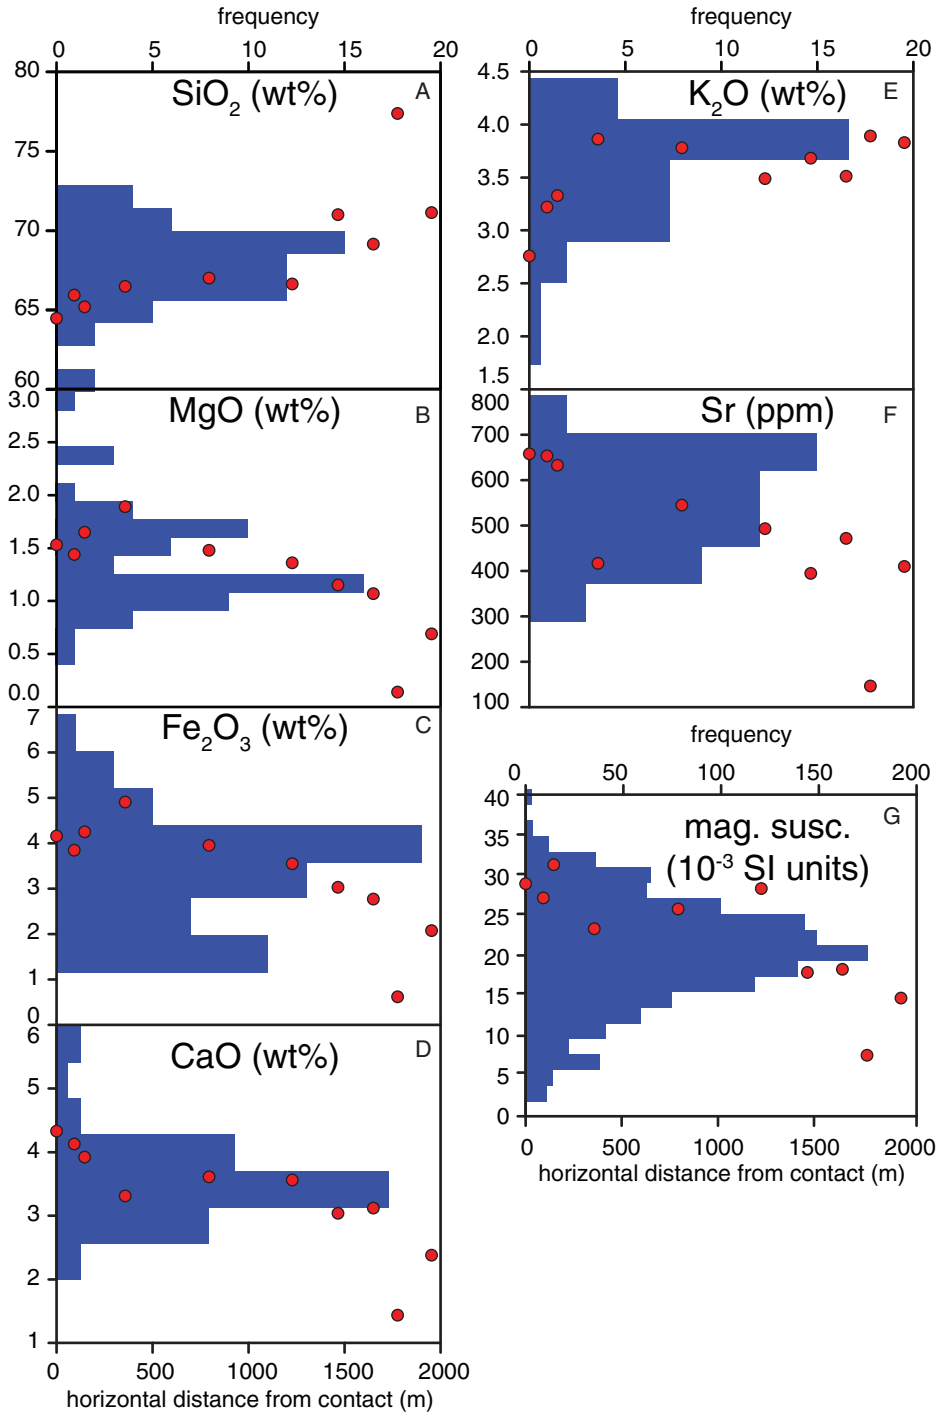 frequency
0 5 10 15 20
80
75
70
65
60
SiO2 (wt%)
A
3.0
2.5
2.0
1.5
1.0
0.5
0.0
MgO (wt%)
B
7
6
5
4
3
2
1
0
Fe2O3 (wt%)
C
6
5
4
3
2
1
CaO (wt%)
D
0 500 1000 1500 2000
horizontal distance from contact (m)
frequency
0 5 10 15 20
4.5
4.0
3.5
3.0
2.5
2.0
1.5
K2O (wt%)
E
800
700
600
500
400
300
200
100
Sr (ppm)
F
frequency
0 50 100 150 200
40
35
30
25
20
15
10
5
0
mag. susc.
(10-3 SI units)
G
0 500 1000 1500 2000
horizontal distance from contact (m)